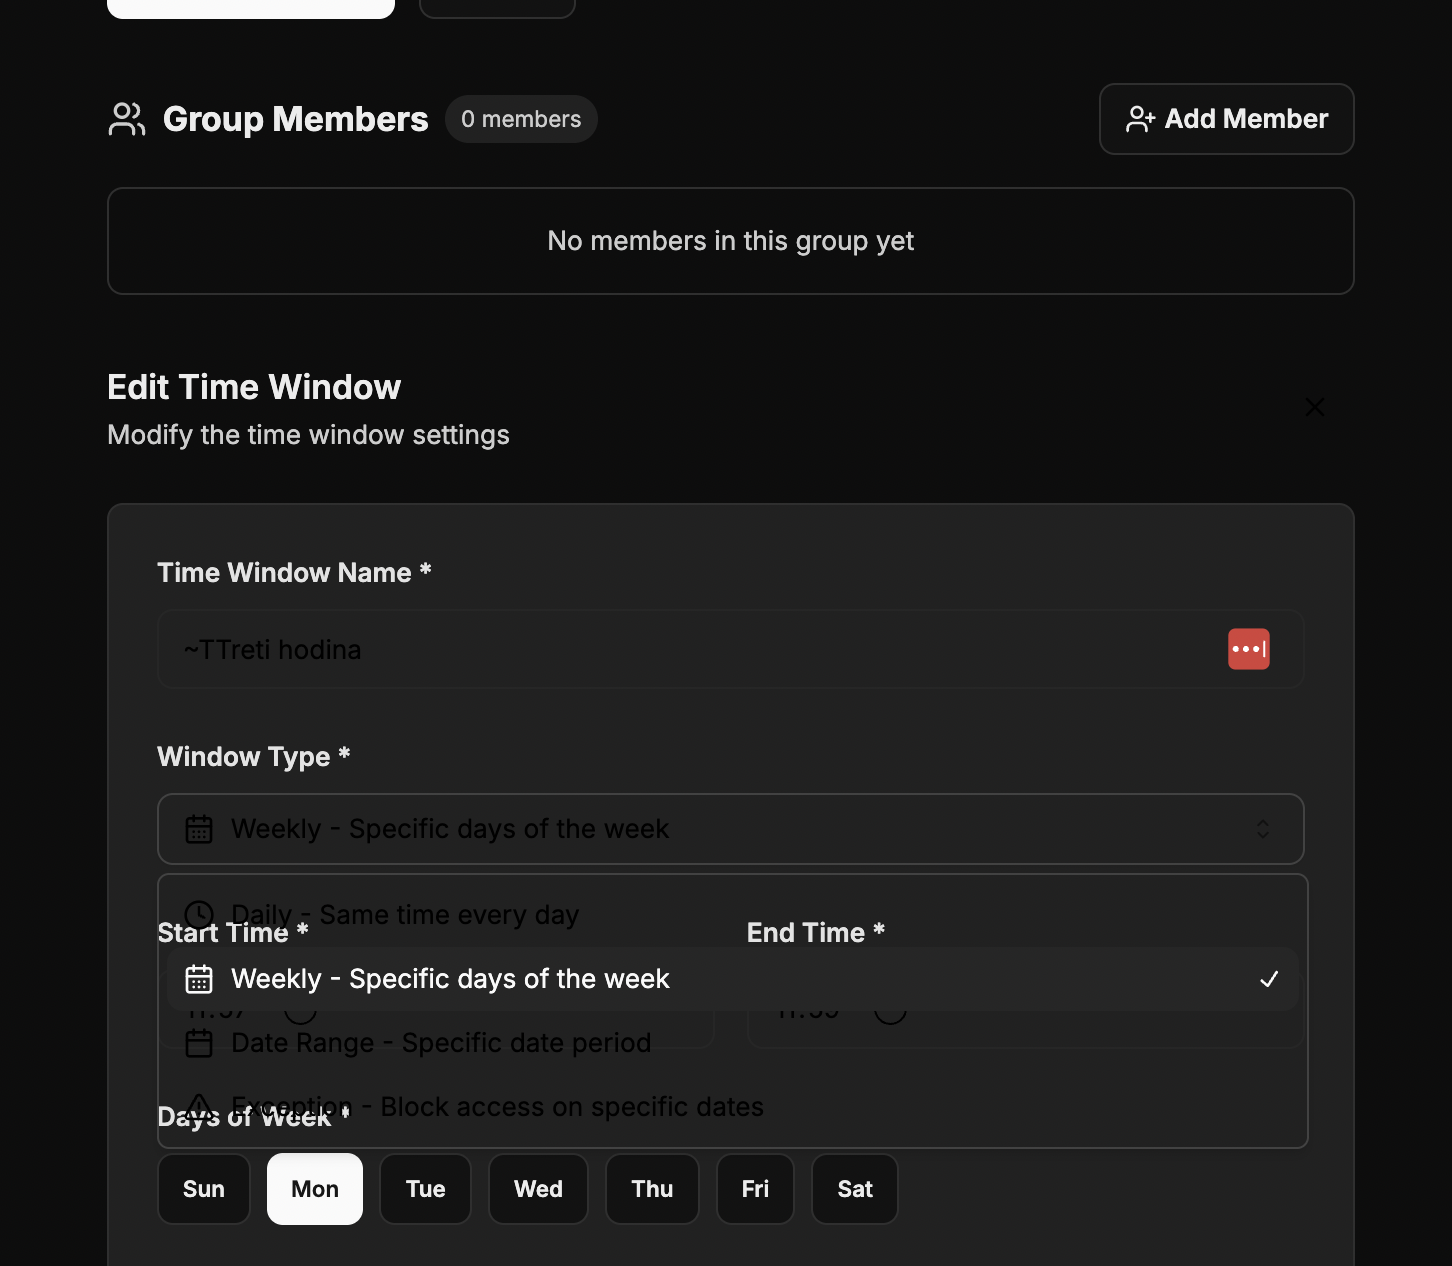 Group Members
0 members
Add Member
No members in this group yet
Edit Time Window
Modify the time window settings
Time Window Name *
~TTreti hodina
Window Type *
Weekly - Specific days of the week
Daily - Same time every day
Start Time *
End Time *
Weekly - Specific days of the week
Date Range - Specific date period
Exception - Block access on specific dates
Days of Week *
Sun
Mon
Tue
Wed
Thu
Fri
Sat